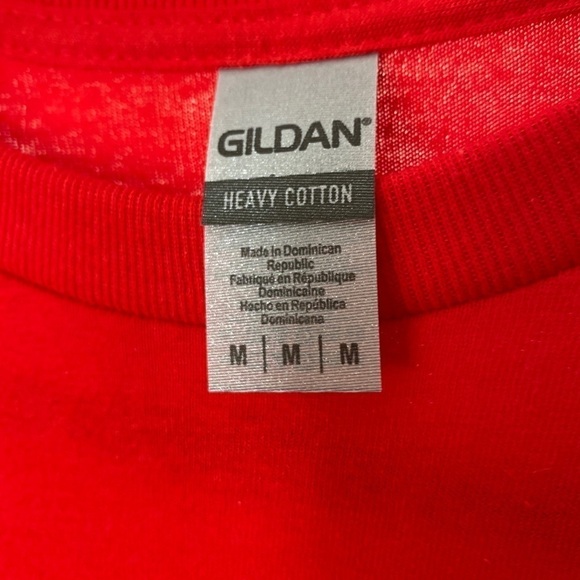 GILDAN®
HEAVY COTTON
Made in Dominican
Republic
Fabriqué en République
Dominicaine
Hecho en República
Dominicana
M | M | M